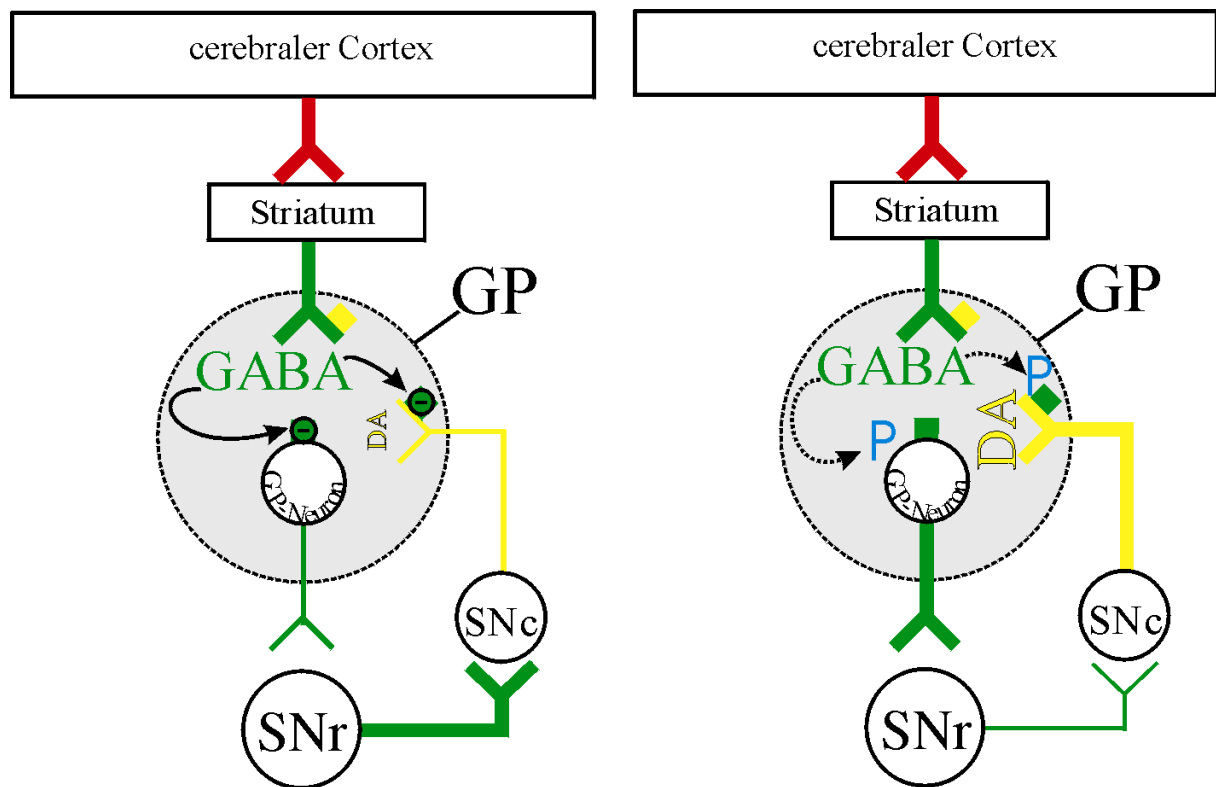 cerebraler Cortex
Striatum
GP
GABA
DA
GP-Neuron
SNc
SNr
cerebraler Cortex
Striatum
GP
GABA
P
DA
P
GP-Neuron
SNc
SNr